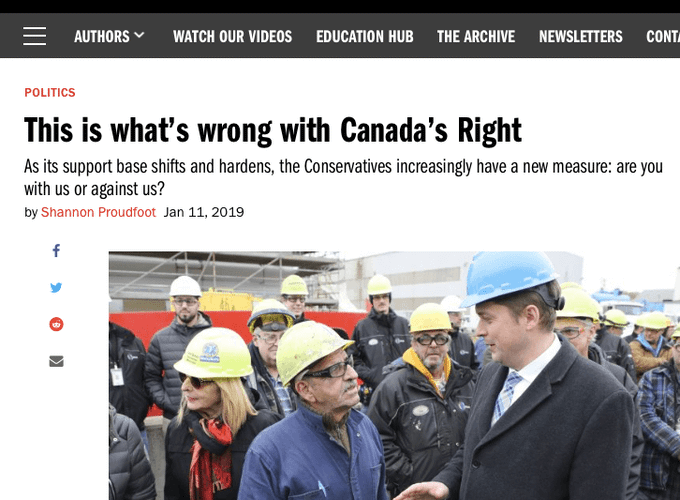 AUTHORS WATCH OUR VIDEOS EDUCATION HUB THE ARCHIVE NEWSLETTERS
POLITICS
This is what's wrong with Canada's Right
As its support base shifts and hardens, the Conservatives increasingly have a new measure: are you
with us or against us?
by Shannon Proudfoot Jan 11, 2019